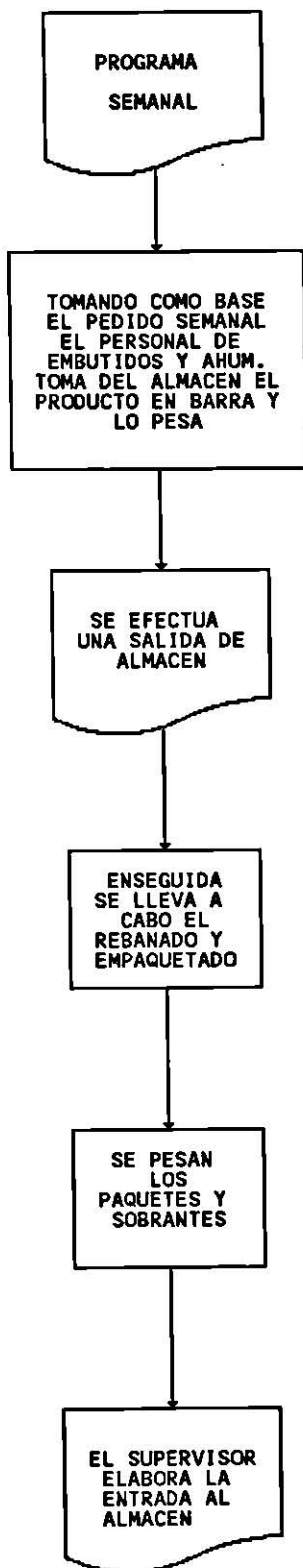 PROGRAMA
SEMANAL
TOMANDO COMO BASE
EL PEDIDO SEMANAL
EL PERSONAL DE
EMBUTIDOS Y AHUM.
TOMA DEL ALMACEN EL
PRODUCTO EN BARRA Y
LO PESA
SE EFECTUA
UNA SALIDA DE
ALMACEN
ENSEGUIDA
SE LLEVA A
CABO EL
REBANADO Y
EMPAQUETADO
SE PESAN
LOS
PAQUETES Y
SOBRANTES
EL SUPERVISOR
ELABORA LA
ENTRADA AL
ALMACEN